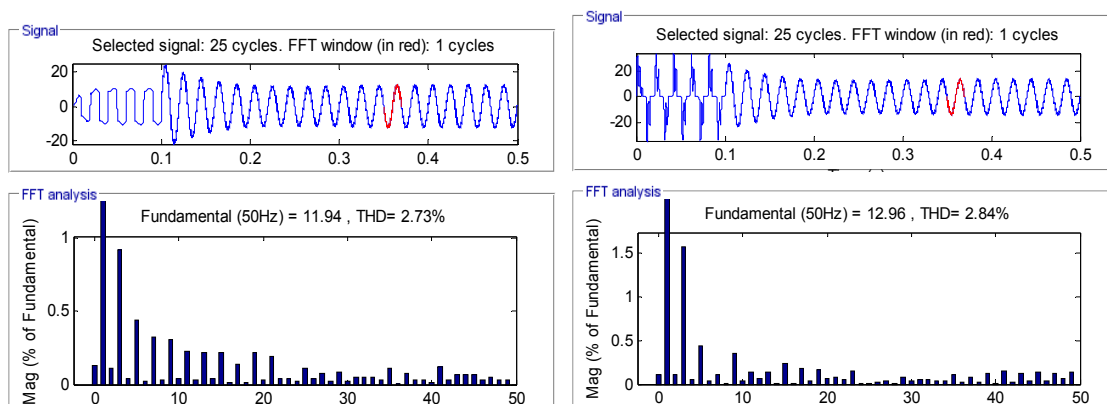 Signal
Selected signal: 25 cycles. FFT window (in red): 1 cycles
20
0
-20
0 0.1 0.2 0.3 0.4 0.5
FFT analysis
Fundamental (50Hz) = 11.94 , THD= 2.73%
Mag (% of Fundamental)
1
0.5
0
0 10 20 30 40 50
Signal
Selected signal: 25 cycles. FFT window (in red): 1 cycles
20
0
-20
0 0.1 0.2 0.3 0.4 0.5
FFT analysis
Fundamental (50Hz) = 12.96 , THD= 2.84%
Mag (% of Fundamental)
1.5
1
0.5
0
0 10 20 30 40 50